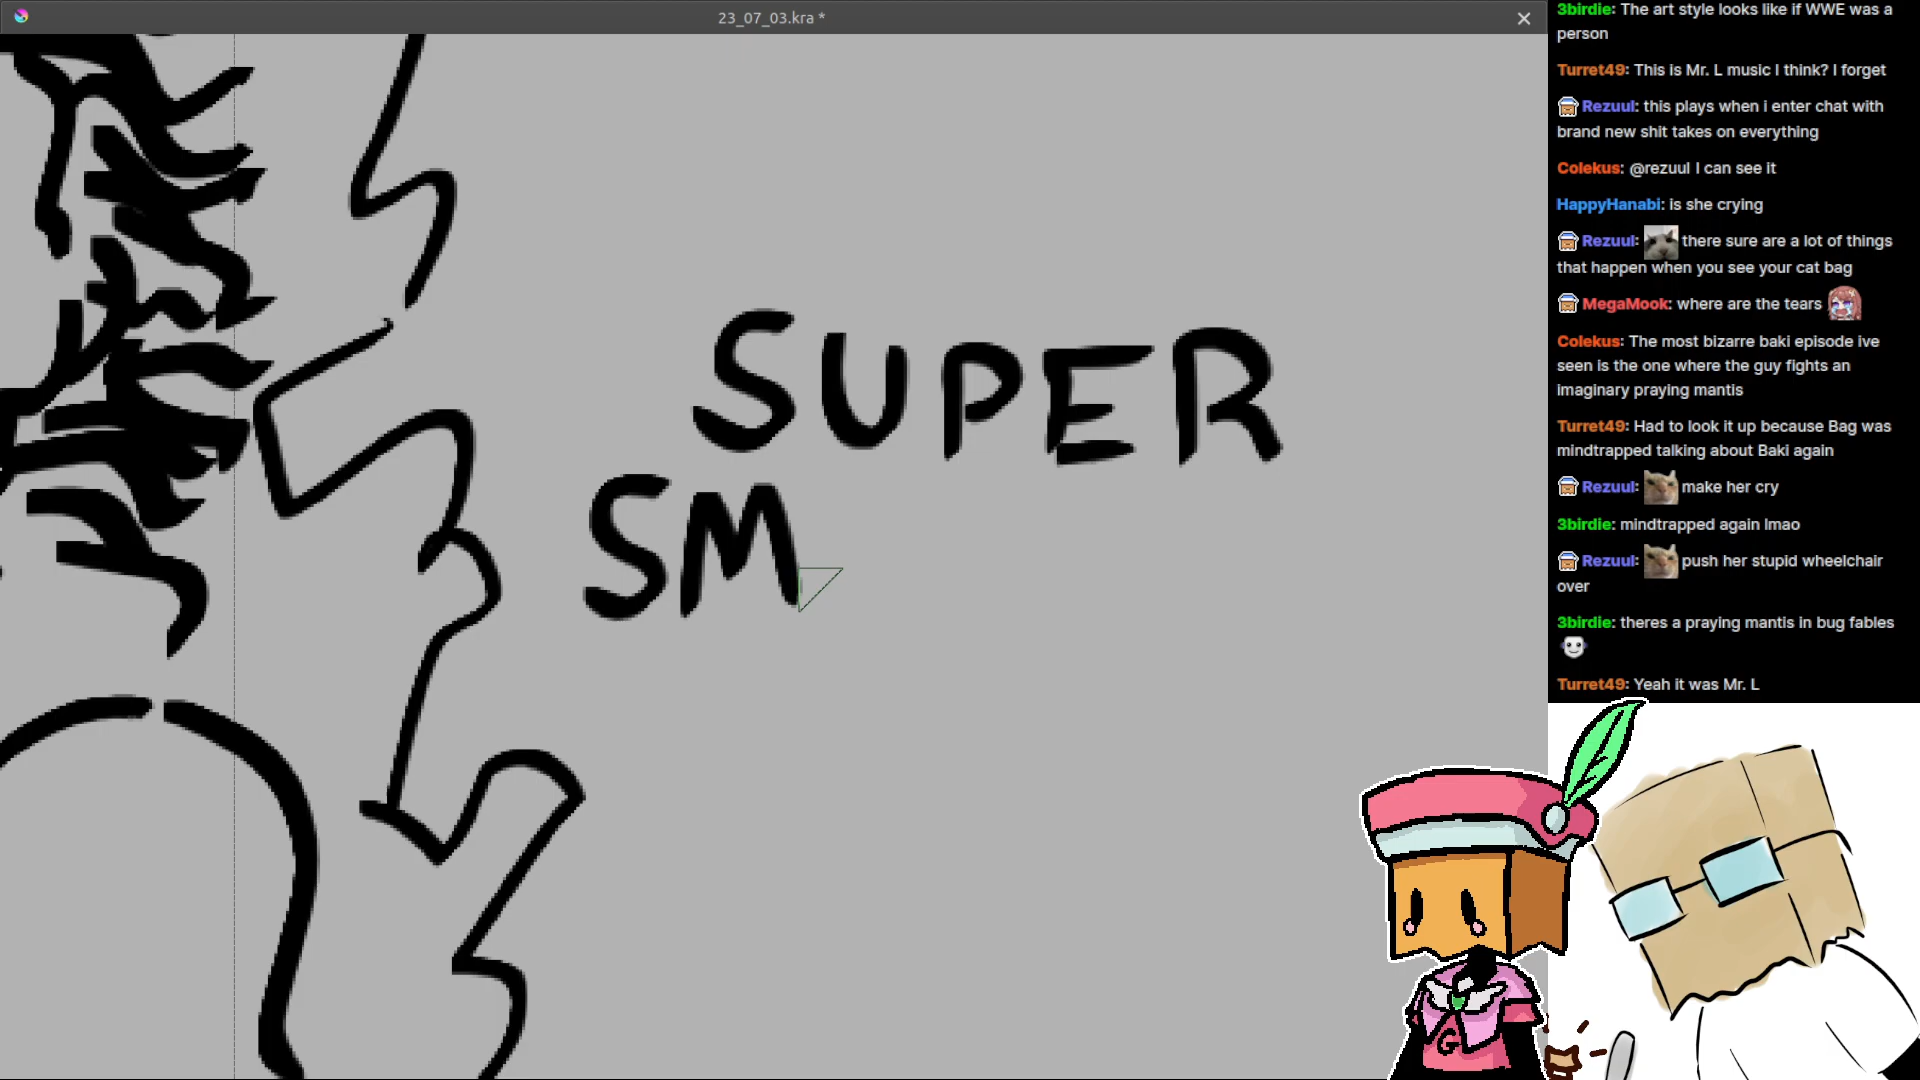 23_07_03.kra *
SUPER
SM
3birdie: The art style looks like if WWE was a
person
Turret49: This is Mr. L music I think? I forget
Rezuul: this plays when i enter chat with
brand new shit takes on everything
Colekus: @rezuul I can see it
HappyHanabi: is she crying
Rezuul: there sure are a lot of things
that happen when you see your cat bag
MegaMook: where are the tears
Colekus: The most bizarre baki episode ive
seen is the one where the guy fights an
imaginary praying mantis
Turret49: Had to look it up because Bag was
mindtrapped talking about Baki again
Rezuul: make her cry
3birdie: mindtrapped again lmao
Rezuul: push her stupid wheelchair
over
3birdie: theres a praying mantis in bug fables
Turret49: Yeah it was Mr. L
G